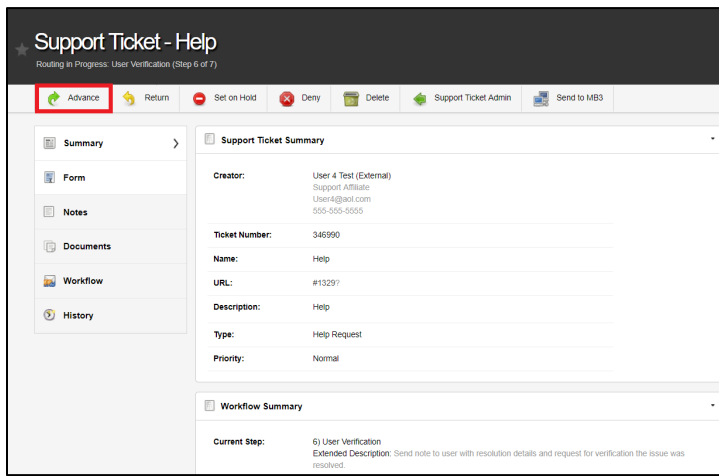 Support Ticket - Help
Routing in Progress: User Verification (Step 6 of 7)
Advance Return Set on Hold Deny Delete Support Ticket Admin Send to MB3
Summary
Form
Notes
Documents
Workflow
History
Support Ticket Summary
Creator: User 4 Test (External)
Support Affiliate
User4@aol.com
555-555-5555
Ticket Number: 346990
Name: Help
URL: #1329?
Description: Help
Type: Help Request
Priority: Normal
Workflow Summary
Current Step: 6) User Verification
Extended Description: Send note to user with resolution details and request for verification the issue was
resolved.